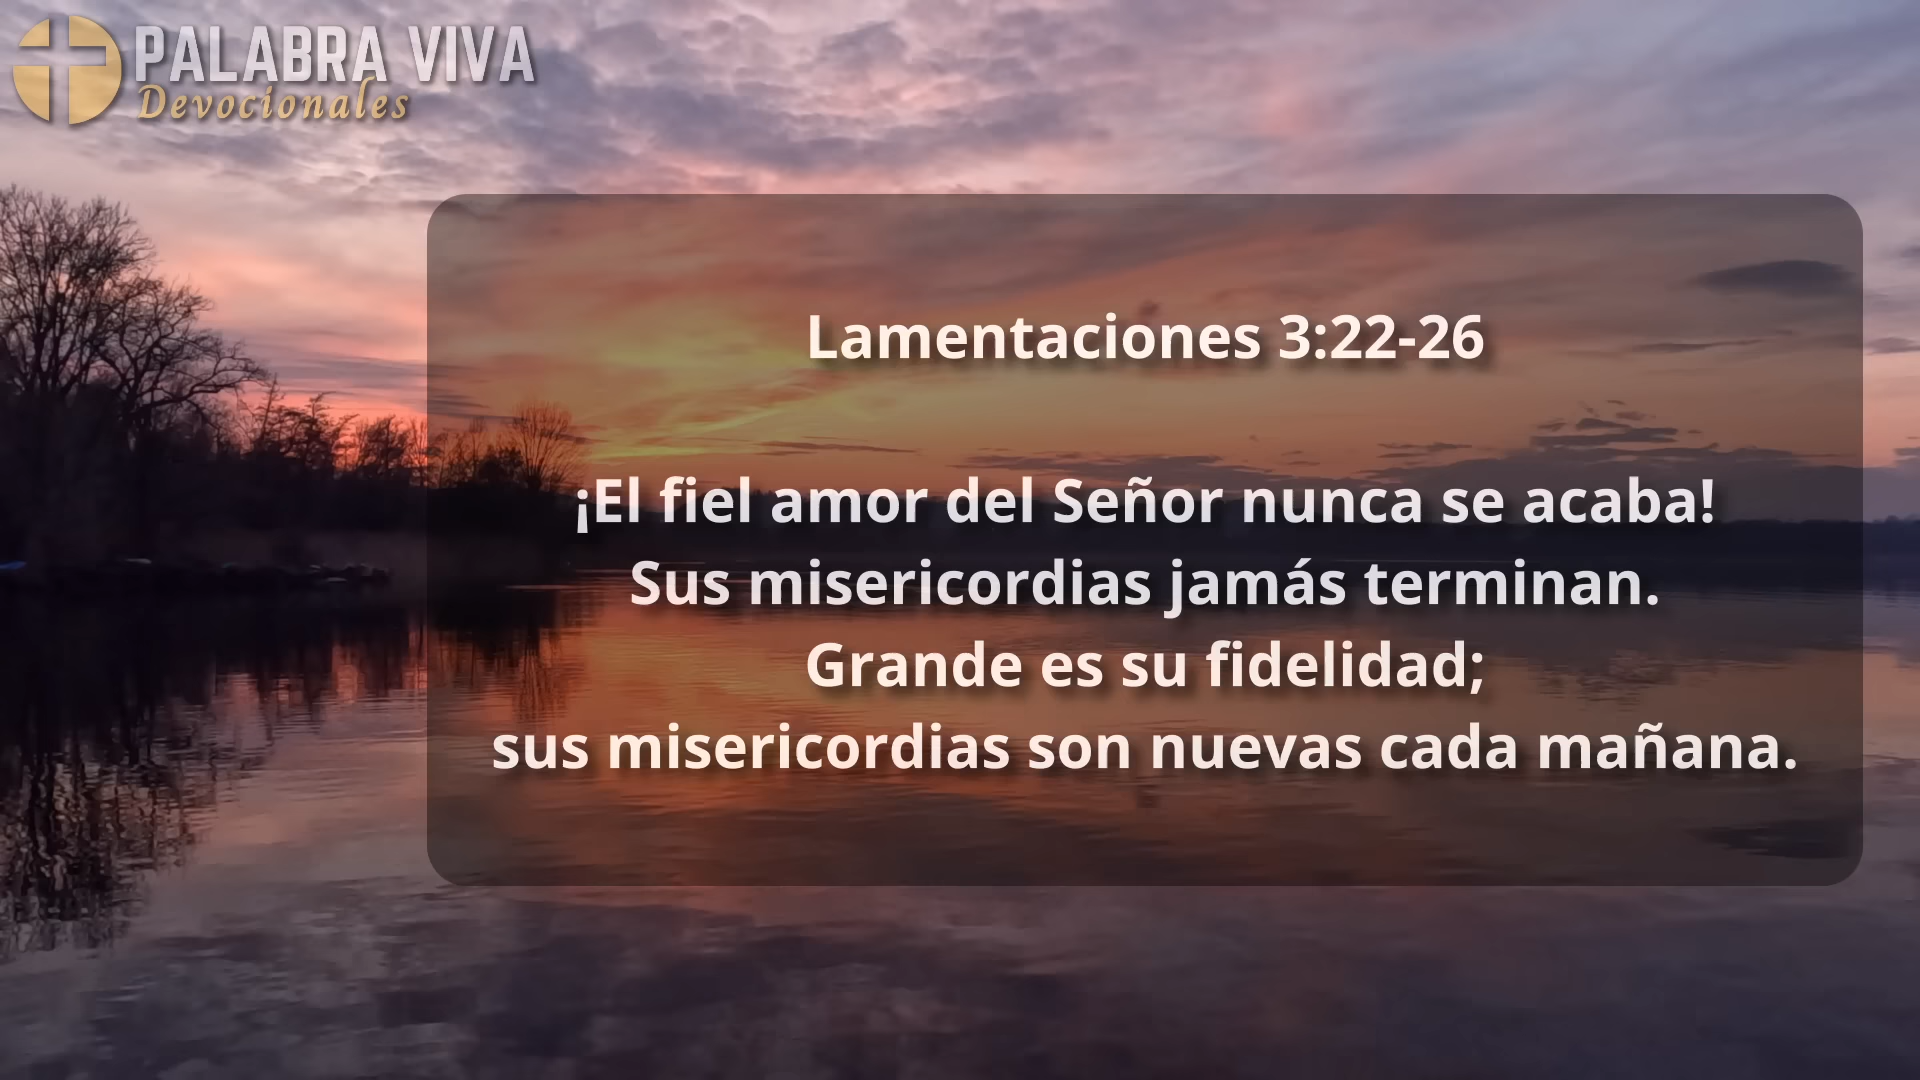 PALABRA VIVA
Devocionales
Lamentaciones 3:22-26
¡El fiel amor del Señor nunca se acaba!
Sus misericordias jamás terminan.
Grande es su fidelidad;
sus misericordias son nuevas cada mañana.